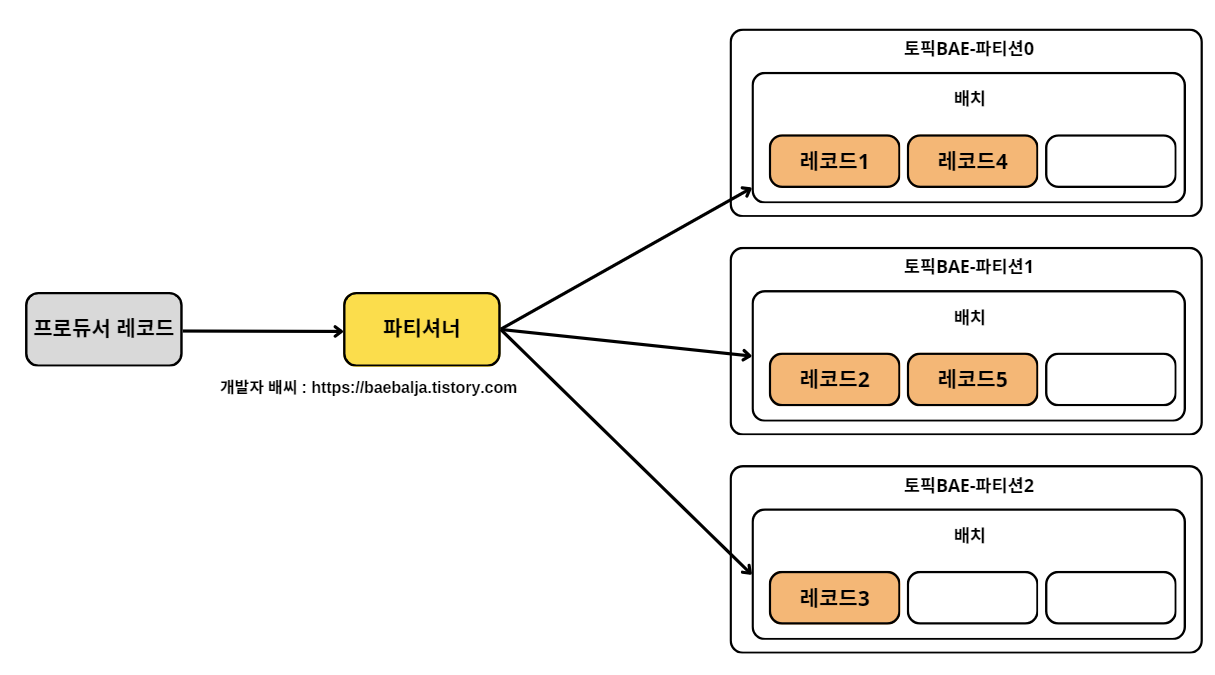 토픽BAE-파티션0
배치
레코드1
레코드4
토픽BAE-파티션1
배치
레코드2
레코드5
프로듀서 레코드
파티셔너
개발자 배씨 : https://baebalja.tistory.com
토픽BAE-파티션2
배치
레코드3